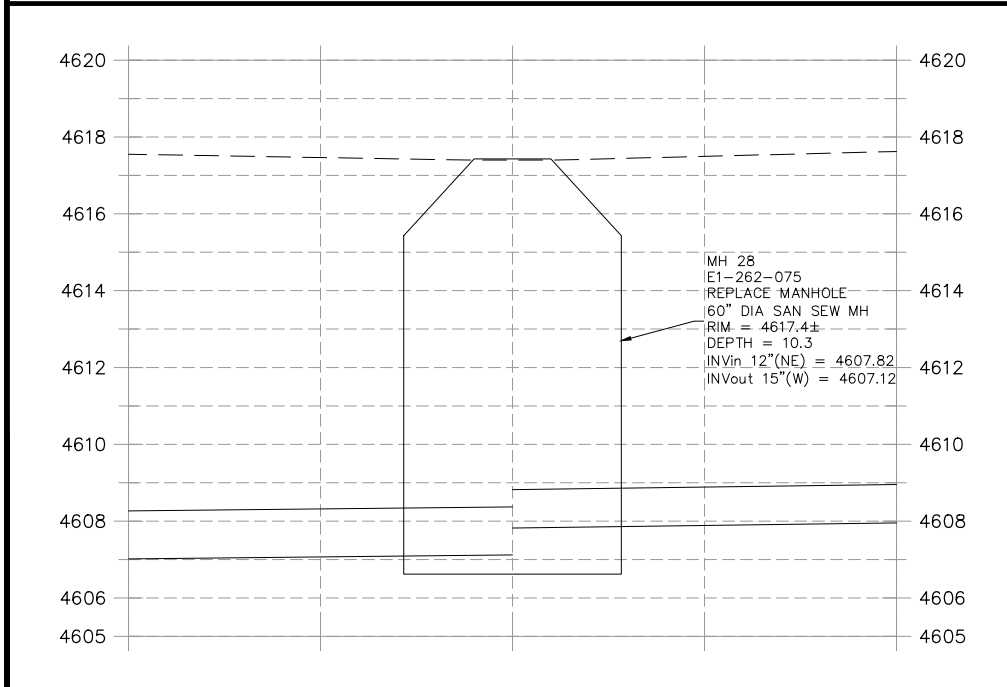 4620 4620
4618 4618
4616 4616
MH 28
E1-262-075
4614 REPLACE MANHOLE 4614
60" DIA SAN SEW MH
RIM = 4617.4±
DEPTH = 10.3
4612 INVin 12"(NE) = 4607.82 4612
INVout 15"(W) = 4607.12
4610 4610
4608 4608
4606 4606
4605 4605